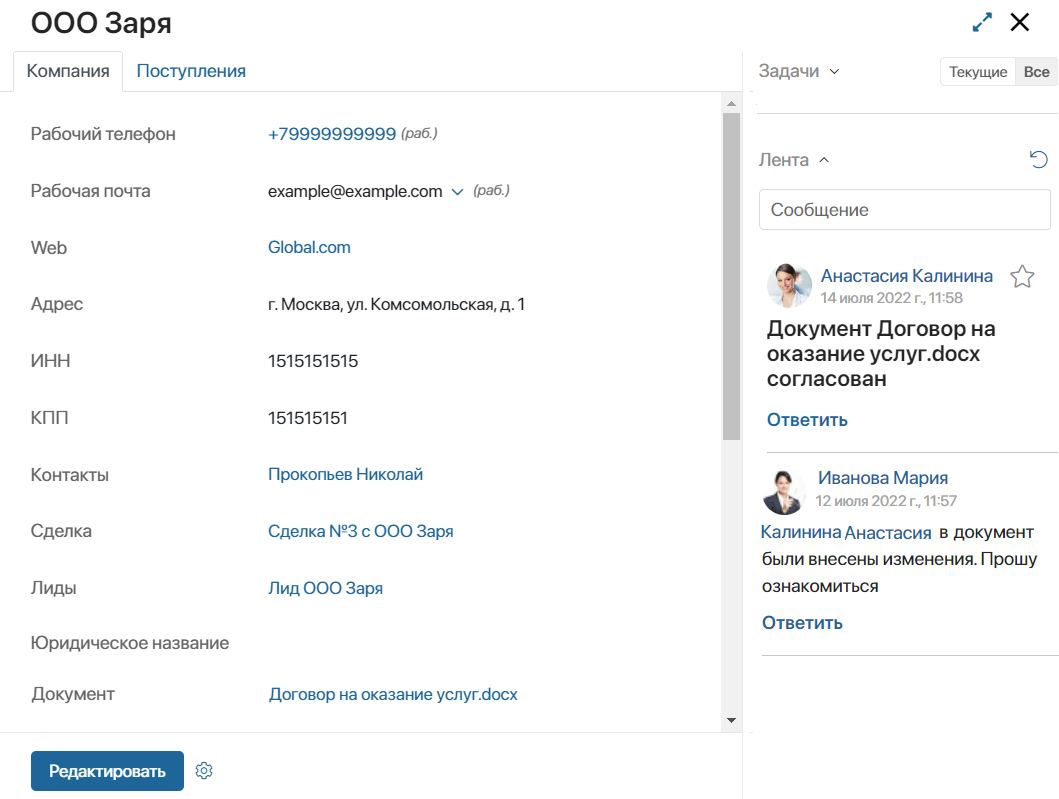 ООО Заря
Компания Поступления
Рабочий телефон +79999999999 (раб.)
Рабочая почта example@example.com (раб.)
Web Global.com
Адрес г. Москва, ул. Комсомольская, д. 1
ИНН 1515151515
КПП 151515151
Контакты Прокопьев Николай
Сделка Сделка №3 с ООО Заря
Лиды Лид ООО Заря
Юридическое название
Документ Договор на оказание услуг.docx
Редактировать
Задачи Текущие Все
Лента
Сообщение
Анастасия Калинина
14 июля 2022 г., 11:58
Документ Договор на
оказание услуг.docx
согласован
Ответить
Иванова Мария
12 июля 2022 г., 11:57
Калинина Анастасия в документ
были внесены изменения. Прошу
ознакомиться
Ответить